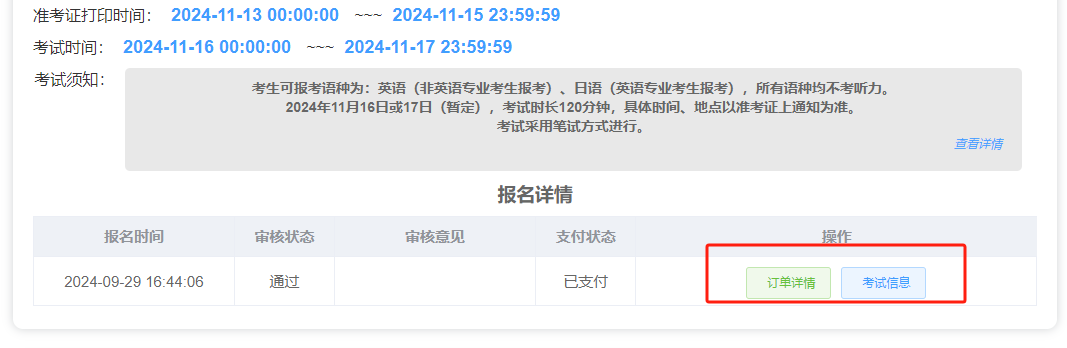 准考证打印时间： 2024-11-13 00:00:00 ~~~ 2024-11-15 23:59:59
考试时间： 2024-11-16 00:00:00 ~~~ 2024-11-17 23:59:59
考试须知：
考生可报考语种为：英语（非英语专业考生报考）、日语（英语专业考生报考），所有语种均不考听力。
2024年11月16日或17日（暂定），考试时长120分钟，具体时间、地点以准考证上通知为准。
考试采用笔试方式进行。
查看详情
报名详情
报名时间 审核状态 审核意见 支付状态 操作
2024-09-29 16:44:06 通过 已支付 订单详情 考试信息